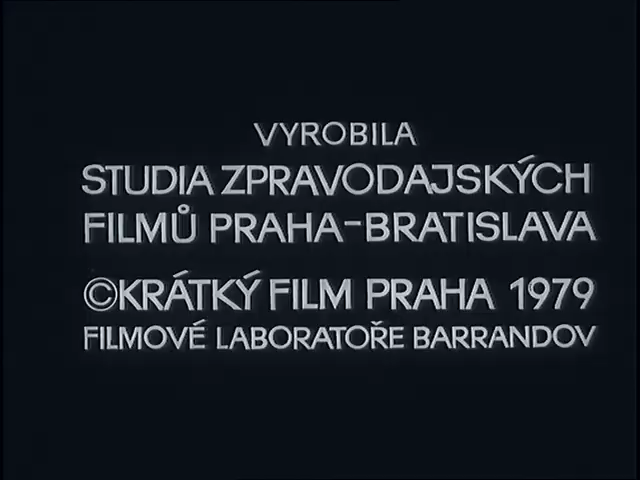 VYROBILA
STUDIA ZPRAVODAJSKÝCH
FILMŮ PRAHA-BRATISLAVA
©KRÁTKÝ FILM PRAHA 1979
FILMOVÉ LABORATOŘE BARRANDOV